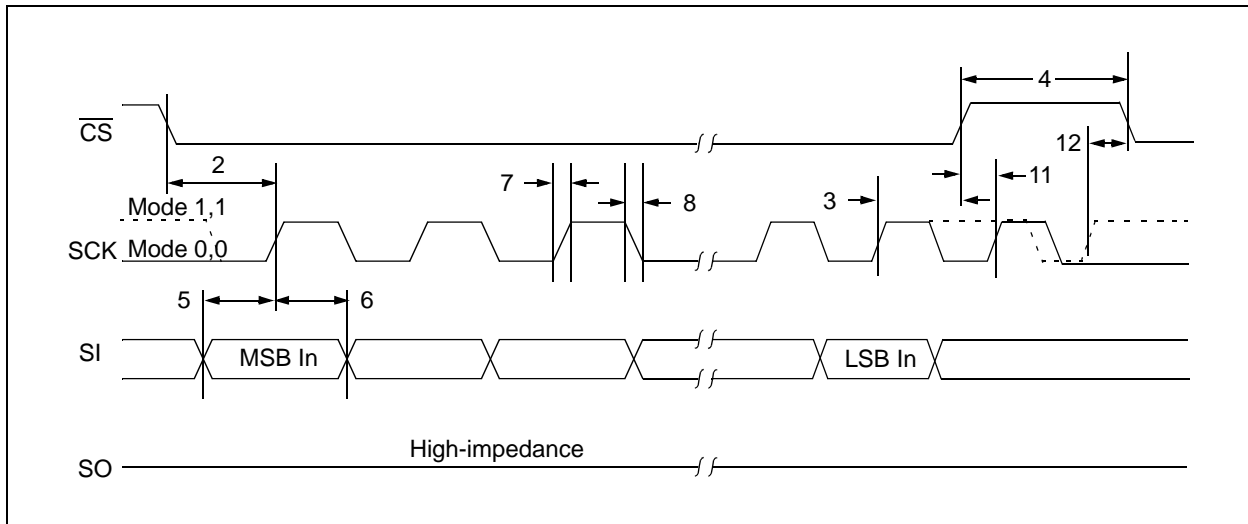 4
CS
12
2
11
7
8
3
Mode 1,1
SCK Mode 0,0
5
6
SI
MSB In
LSB In
High-impedance
SO